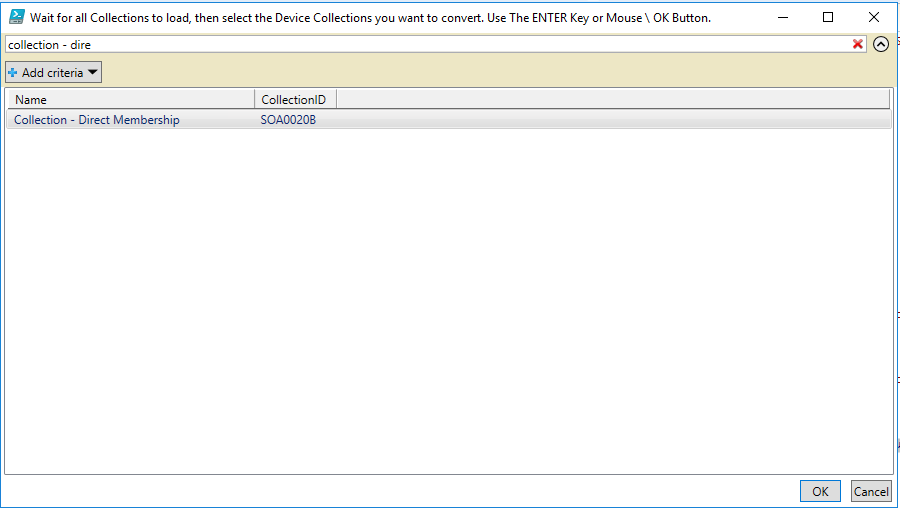 Wait for all Collections to load, then select the Device Collections you want to convert. Use The ENTER Key or Mouse \ OK Button.
collection - dire
Add criteria
Name CollectionID
Collection - Direct Membership SOA0020B
OK Cancel